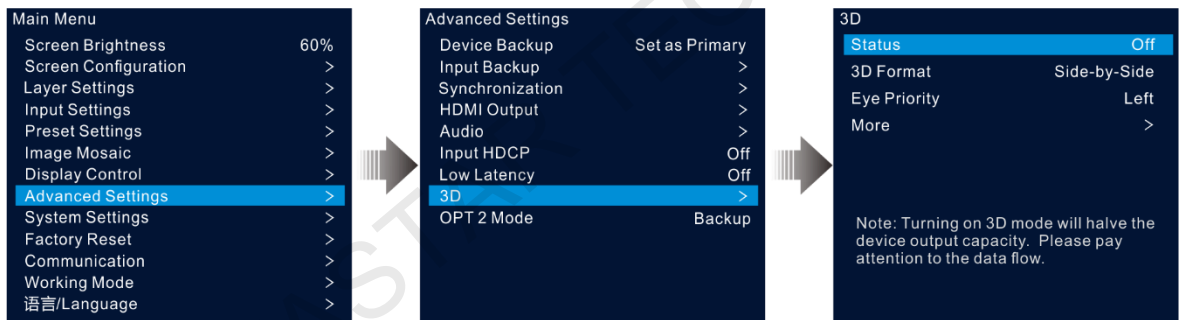 Main Menu
Screen Brightness 60%
Screen Configuration >
Layer Settings >
Input Settings >
Preset Settings >
Image Mosaic >
Display Control >
Advanced Settings >
System Settings >
Factory Reset >
Communication >
Working Mode >
语言/Language >
Advanced Settings
Device Backup Set as Primary
Input Backup >
Synchronization >
HDMI Output >
Audio >
Input HDCP Off
Low Latency Off
3D >
OPT 2 Mode Backup
3D
Status Off
3D Format Side-by-Side
Eye Priority Left
More >
Note: Turning on 3D mode will halve the
device output capacity. Please pay
attention to the data flow.